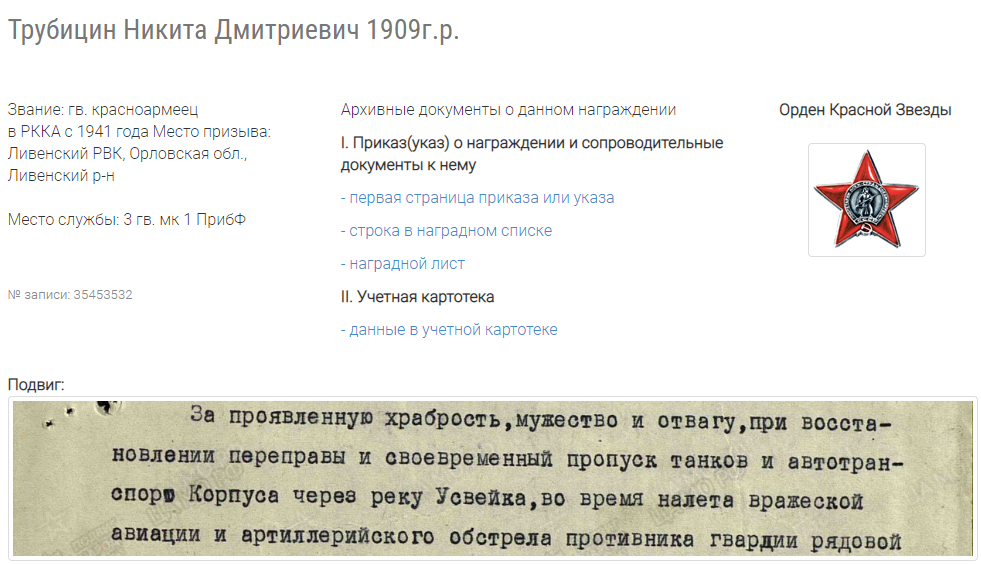 Трубицин Никита Дмитриевич 1909г.р.
Звание: гв. красноармеец
в РККА с 1941 года Место призыва:
Ливенский РВК, Орловская обл.,
Ливенский р-н
Место службы: 3 гв. мк 1 ПрибФ
№ записи: 35453532
Архивные документы о данном награждении
I. Приказ(указ) о награждении и сопроводительные
документы к нему
- первая страница приказа или указа
- строка в наградном списке
- наградной лист
II. Учетная картотека
- данные в учетной картотеке
Орден Красной Звезды
Подвиг:
За проявленную храбрость,мужество и отвагу,при восста-
новлении переправы и своевременный пропуск танков и автотран-
спорт Корпуса через реку Усвейка,во время налета вражеской
авиации и артиллерийского обстрела противника гвардии рядовой